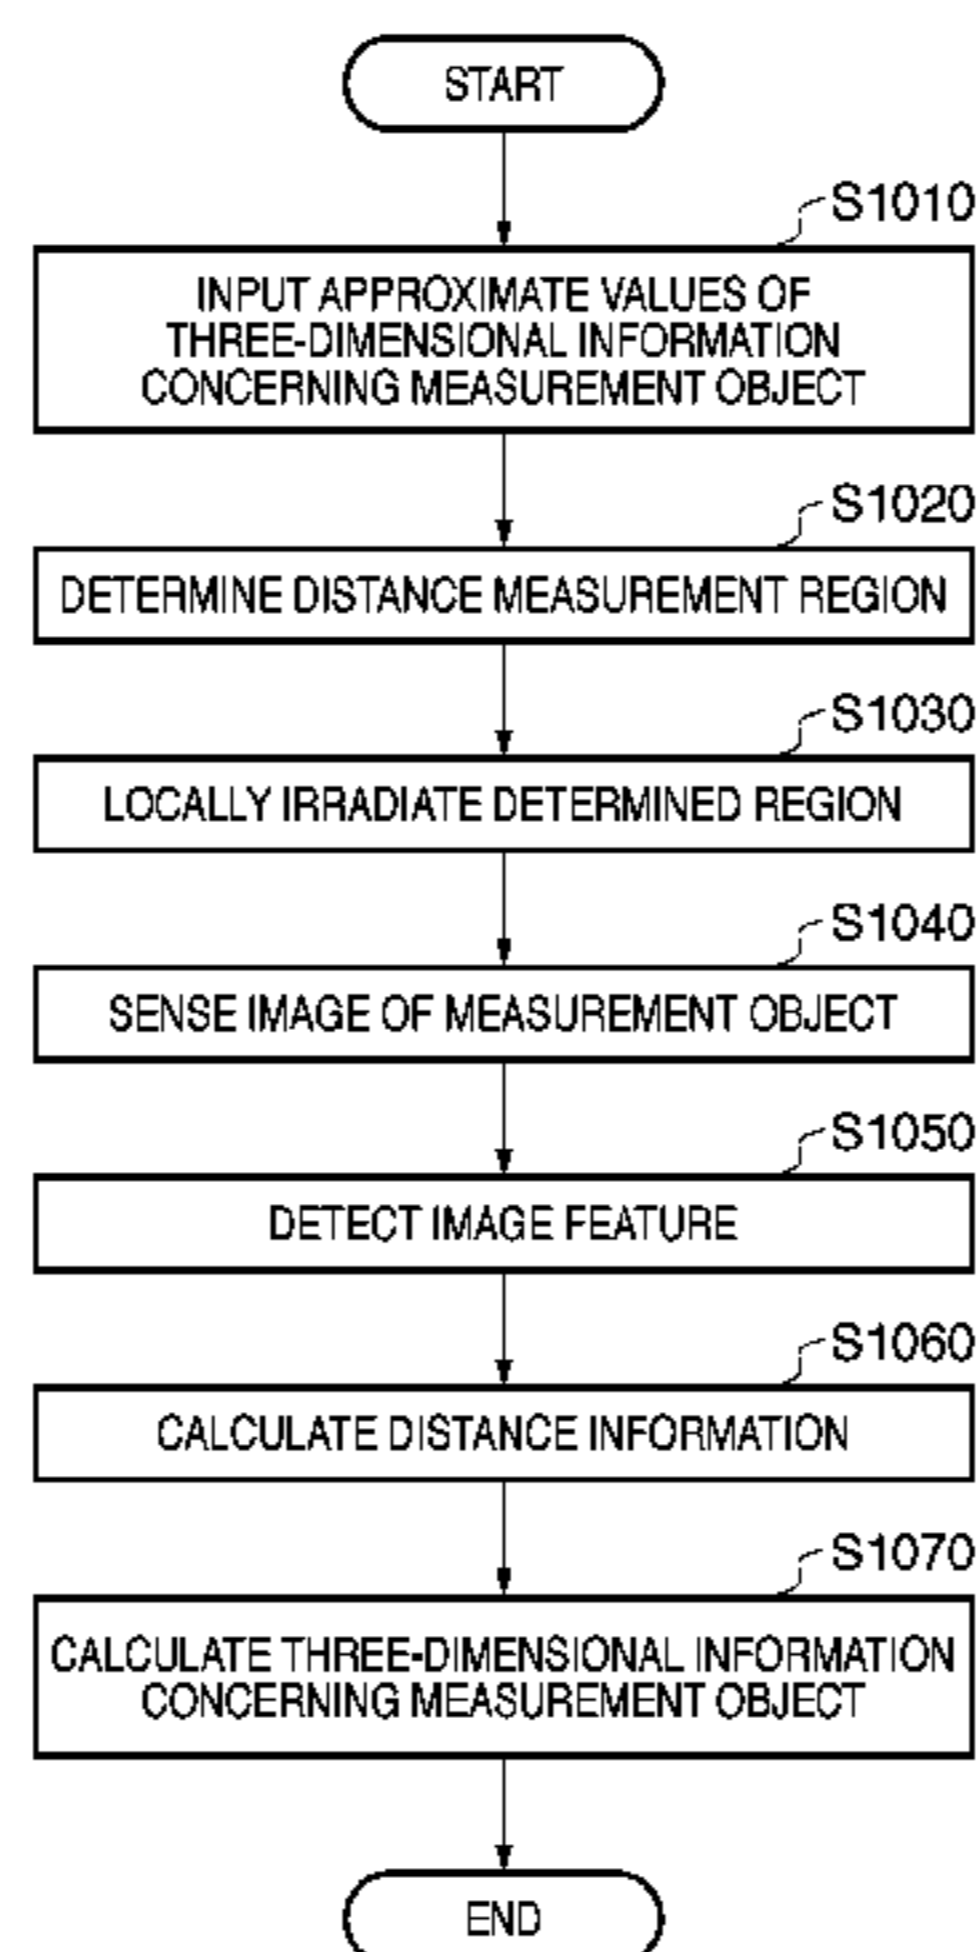 START
S1010
INPUT APPROXIMATE VALUES OF
THREE-DIMENSIONAL INFORMATION
CONCERNING MEASUREMENT OBJECT
S1020
DETERMINE DISTANCE MEASUREMENT REGION
S1030
LOCALLY IRRADIATE DETERMINED REGION
S1040
SENSE IMAGE OF MEASUREMENT OBJECT
S1050
DETECT IMAGE FEATURE
S1060
CALCULATE DISTANCE INFORMATION
S1070
CALCULATE THREE-DIMENSIONAL INFORMATION
CONCERNING MEASUREMENT OBJECT
END